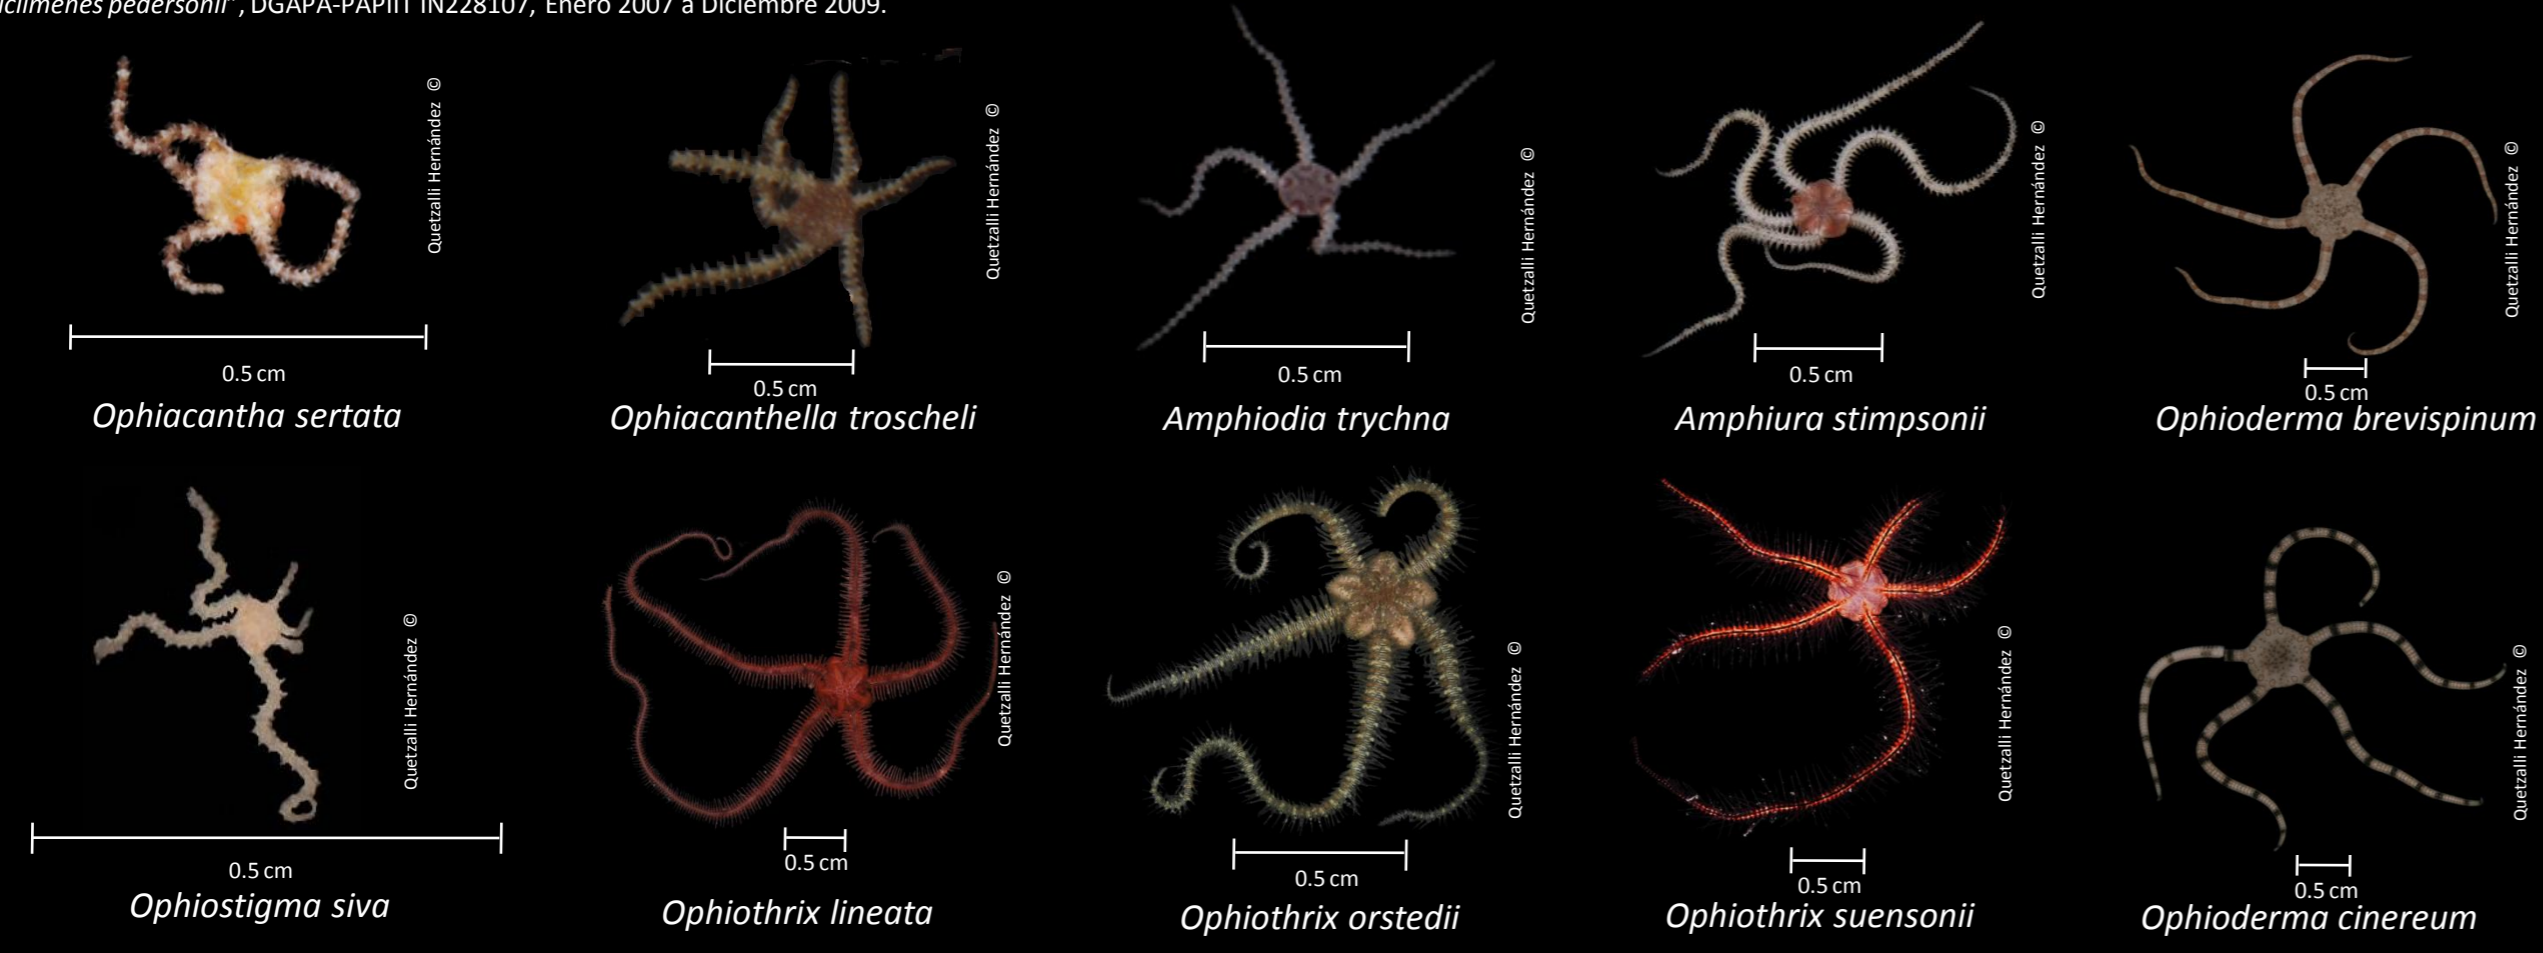 iclimenes pedersonii", DGAPA-PAPIIT IN228107, Enero 2007 a Diciembre 2009.
Quetzalli Hernández ©
Quetzalli Hernández ©
Quetzalli Hernández ©
Quetzalli Hernández ©
Quetzalli Hernández ©
0.5 cm
0.5 cm
0.5 cm
0.5 cm
0.5 cm
Ophiacantha sertata
Ophiacanthella troscheli
Amphiodia trychna
Amphiura stimpsonii
Ophioderma brevispinum
Quetzalli Hernández ©
Quetzalli Hernández ©
Quetzalli Hernández ©
Quetzalli Hernández ©
Quetzalli Hernández ©
0.5 cm
0.5 cm
0.5 cm
0.5 cm
0.5 cm
Ophiostigma siva
Ophiothrix lineata
Ophiothrix orstedii
Ophiothrix suensonii
Ophioderma cinereum